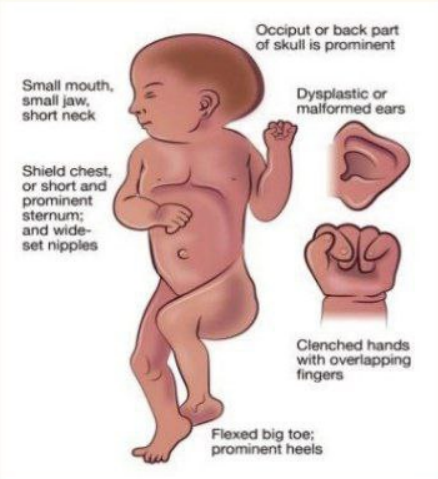 Occiput or back part
of skull is prominent
Small mouth,
small jaw,
short neck
Dysplastic or
malformed ears
Shield chest,
or short and
prominent
sternum;
and wide-
set nipples
Clenched hands
with overlapping
fingers
Flexed big toe;
prominent heels